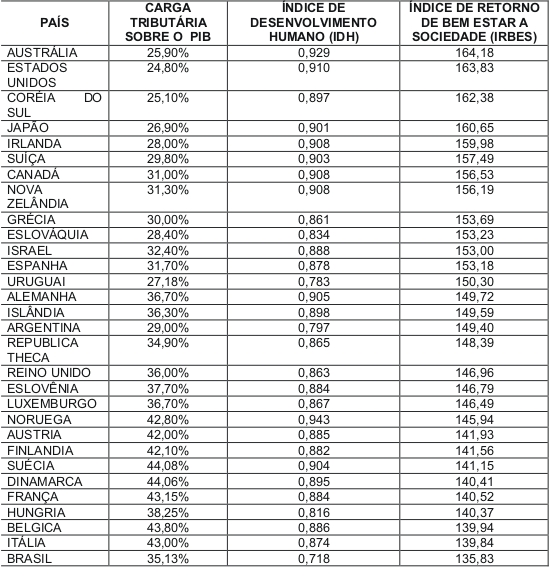 PAÍS CARGA TRIBUTÁRIA SOBRE O PIB ÍNDICE DE DESENVOLVIMENTO HUMANO (IDH) ÍNDICE DE RETORNO DE BEM ESTAR A SOCIEDADE (IRBES)
AUSTRÁLIA 25,90% 0,929 164,18
ESTADOS UNIDOS 24,80% 0,910 163,83
CORÉIA DO SUL 25,10% 0,897 162,38
JAPÃO 26,90% 0,901 160,65
IRLANDA 28,00% 0,908 159,98
SUÍÇA 29,80% 0,903 157,49
CANADÁ 31,00% 0,908 156,53
NOVA ZELÂNDIA 31,30% 0,908 156,19
GRÉCIA 30,00% 0,861 153,69
ESLOVÁQUIA 28,40% 0,834 153,23
ISRAEL 32,40% 0,888 153,00
ESPANHA 31,70% 0,878 153,18
URUGUAI 27,18% 0,783 150,30
ALEMANHA 36,70% 0,905 149,72
ISLÂNDIA 36,30% 0,898 149,59
ARGENTINA 29,00% 0,797 149,40
REPUBLICA THECA 34,90% 0,865 148,39
REINO UNIDO 36,00% 0,863 146,96
ESLOVÊNIA 37,70% 0,884 146,79
LUXEMBURGO 36,70% 0,867 146,49
NORUEGA 42,80% 0,943 145,94
AUSTRIA 42,00% 0,885 141,93
FINLANDIA 42,10% 0,882 141,56
SUÉCIA 44,08% 0,904 141,15
DINAMARCA 44,06% 0,895 140,41
FRANÇA 43,15% 0,884 140,52
HUNGRIA 38,25% 0,816 140,37
BELGICA 43,80% 0,886 139,94
ITÁLIA 43,00% 0,874 139,84
BRASIL 35,13% 0,718 135,83